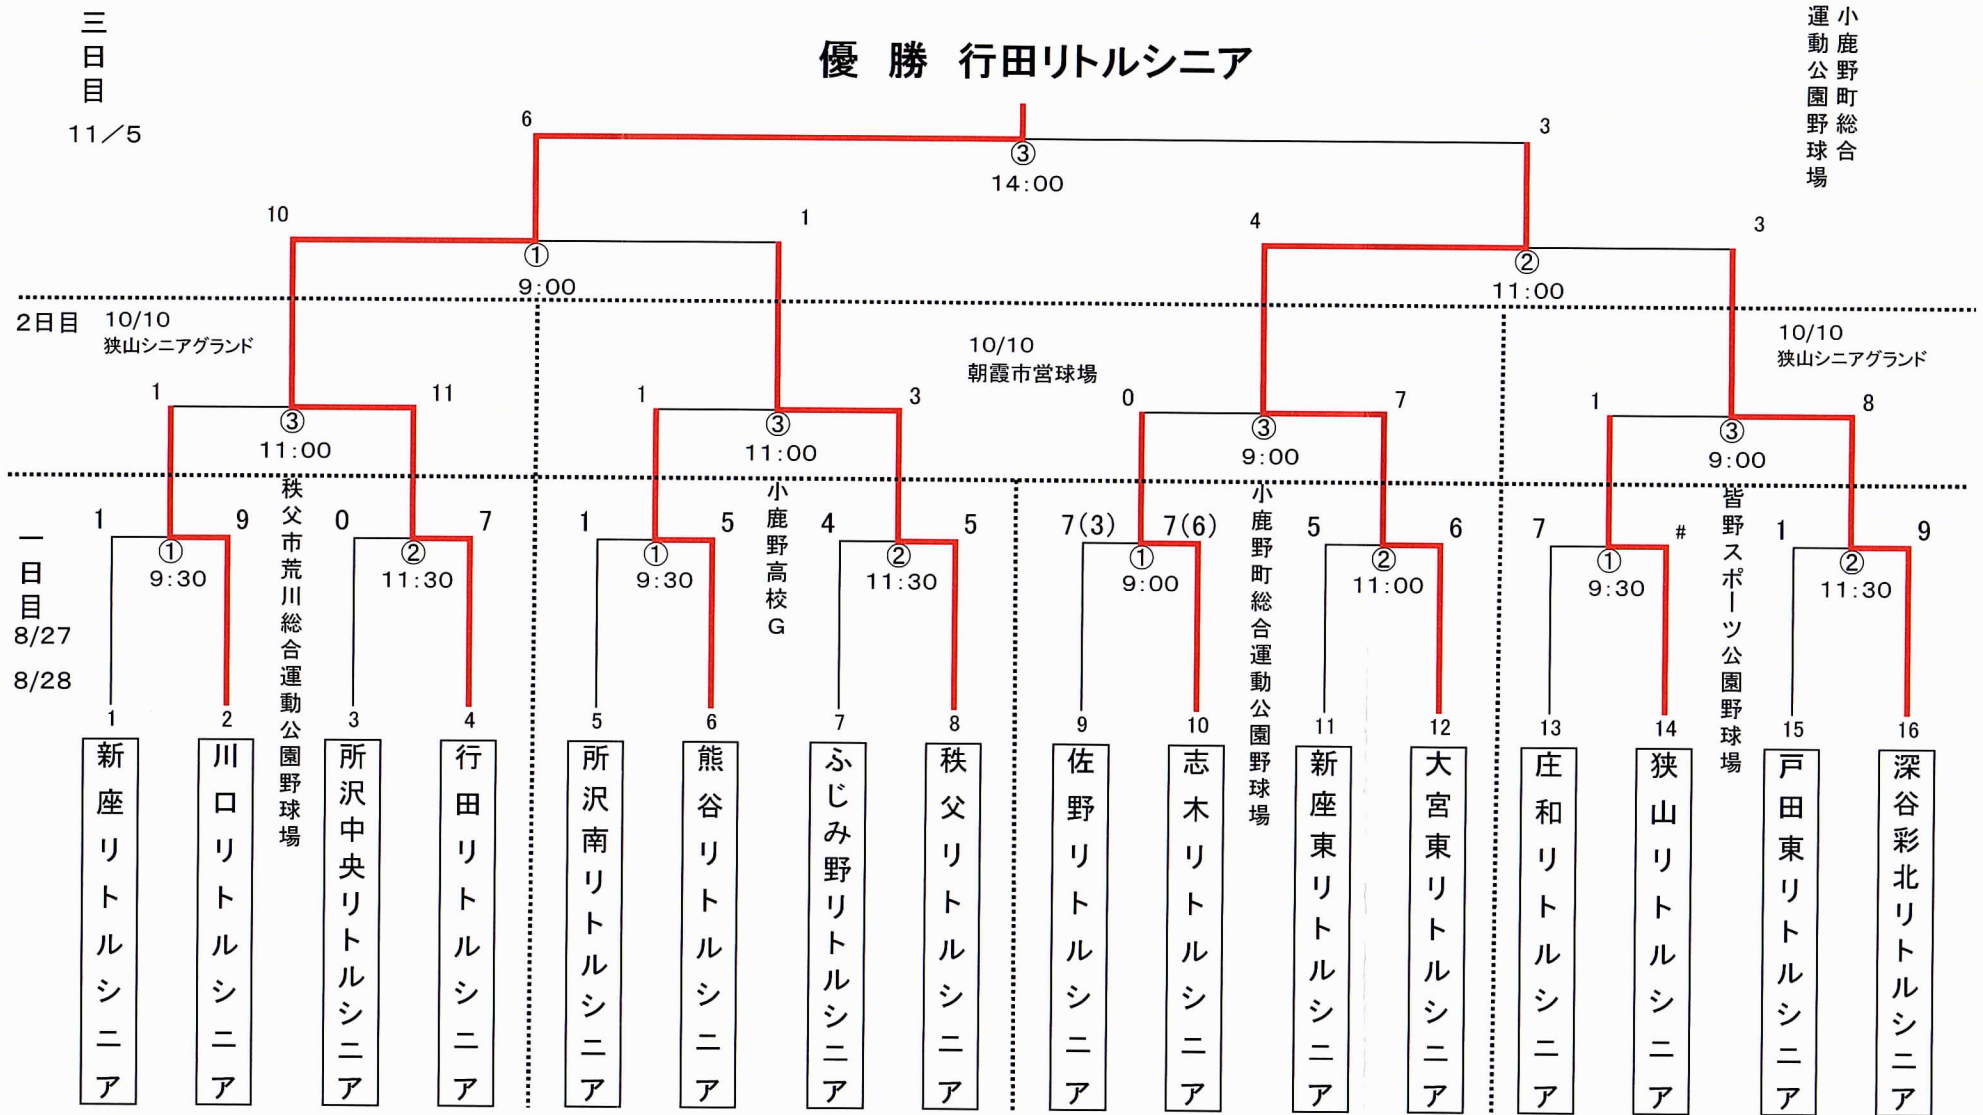 優 勝 行田リトルシニア
三日目
11／5
小鹿野町総合
運動公園野球場
6
3
③
14:00
10
1
①
9:00
4
3
②
11:00
2日目
10/10
狭山シニアグランド
10/10
朝霞市営球場
10/10
狭山シニアグランド
1
11
③
11:00
1
3
③
11:00
0
7
③
9:00
1
8
③
9:00
一日目
8/27
8/28
1
9
①
9:30
0
7
②
11:30
秩父市荒川総合運動公園野球場
1
5
①
9:30
4
5
②
11:30
小鹿野高校G
7(3)
7(6)
①
9:00
5
6
②
11:00
小鹿野町総合運動公園野球場
7
#
①
9:30
1
9
②
11:30
皆野スポーツ公園野球場
1
新座リトルシニア
2
川口リトルシニア
3
所沢中央リトルシニア
4
行田リトルシニア
5
所沢南リトルシニア
6
熊谷リトルシニア
7
ふじみ野リトルシニア
8
秩父リトルシニア
9
佐野リトルシニア
10
志木リトルシニア
11
新座東リトルシニア
12
大宮東リトルシニア
13
庄和リトルシニア
14
狭山リトルシニア
15
戸田東リトルシニア
16
深谷彩北リトルシニア